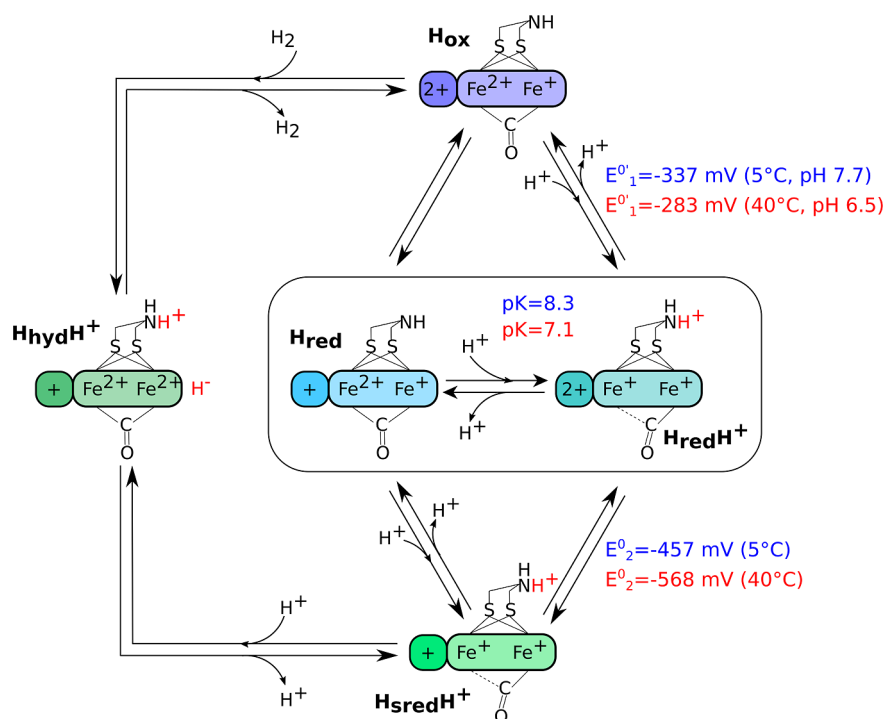 H2
Hox
NH
S S
2+ Fe2+ Fe+
H2
C
O
H+
H+
E0'1=-337 mV (5°C, pH 7.7)
E0'1=-283 mV (40°C, pH 6.5)
HhydH+
H
NH+
S S
+ Fe2+ Fe2+ H-
C
O
Hred
NH
S S
+ Fe2+ Fe+
C
O
pK=8.3
pK=7.1
H+
H+
NH+
S S
2+ Fe+ Fe+
C
O
HredH+
H+
H+
E02=-457 mV (5°C)
E02=-568 mV (40°C)
H
NH+
S S
+ Fe+ Fe+
C
O
HsredH+
H+
H+